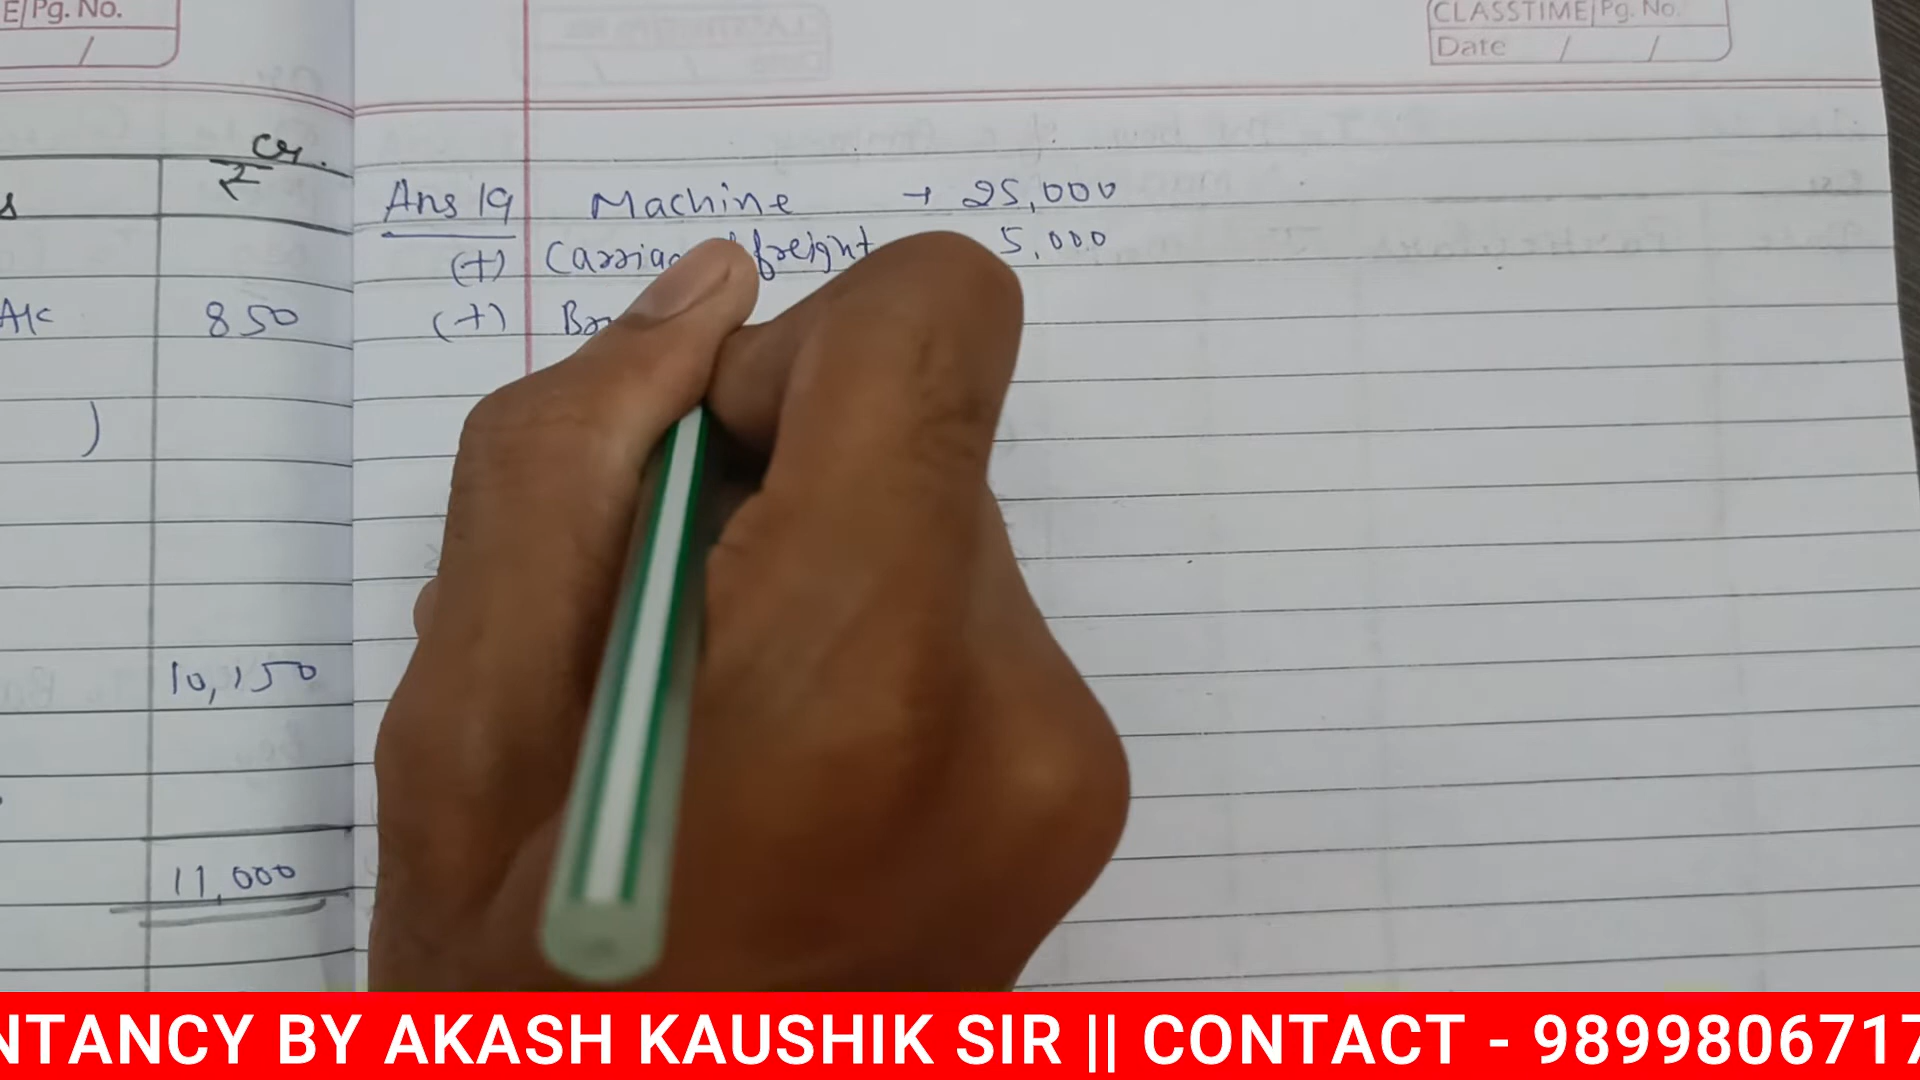 E/Pg. No.
/
CLASSTIME/Pg. No.
Date / /
Cr.
₹
s
A/c 850
)
10,150
11,000
Ans 19 Machine → 25,000
(+) freight 5,000
(+)
NTANCY BY AKASH KAUSHIK SIR || CONTACT - 9899806717